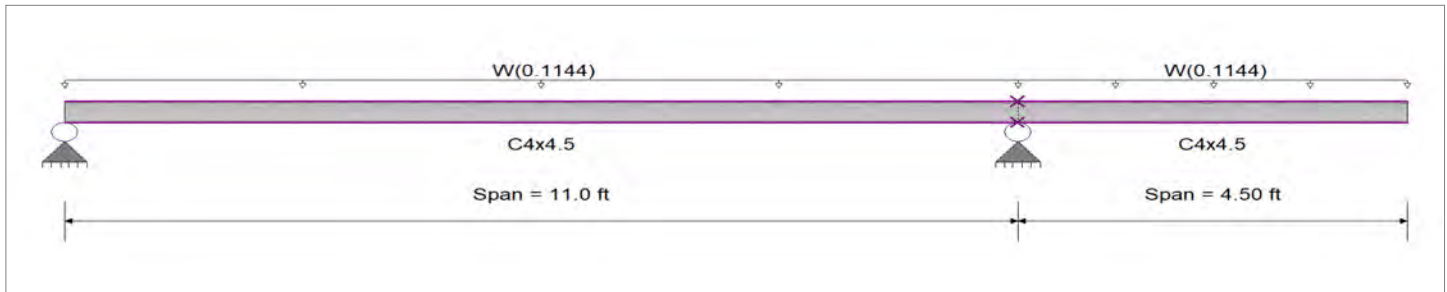 W(0.1144) W(0.1144)
C4x4.5 C4x4.5
Span = 11.0 ft Span = 4.50 ft